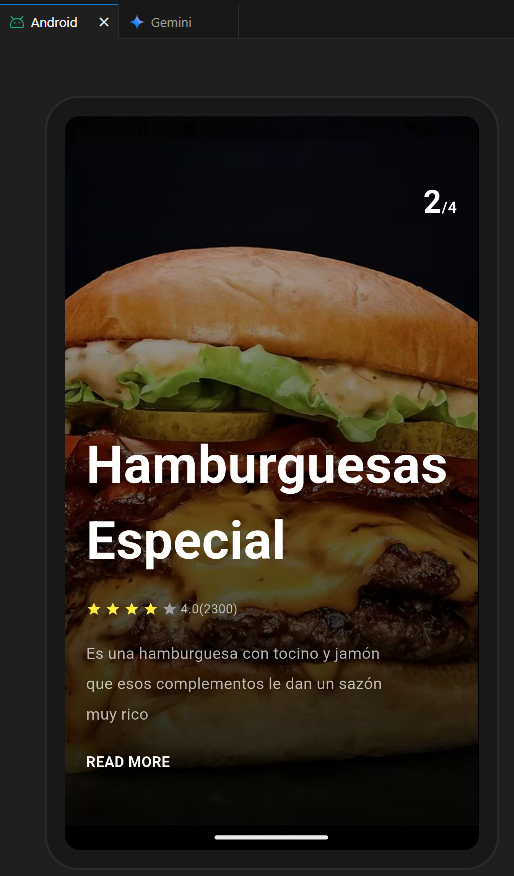 Android
Gemini
2/4
Hamburguesas
Especial
4.0(2300)
Es una hamburguesa con tocino y jamón
que esos complementos le dan un sazón
muy rico
READ MORE